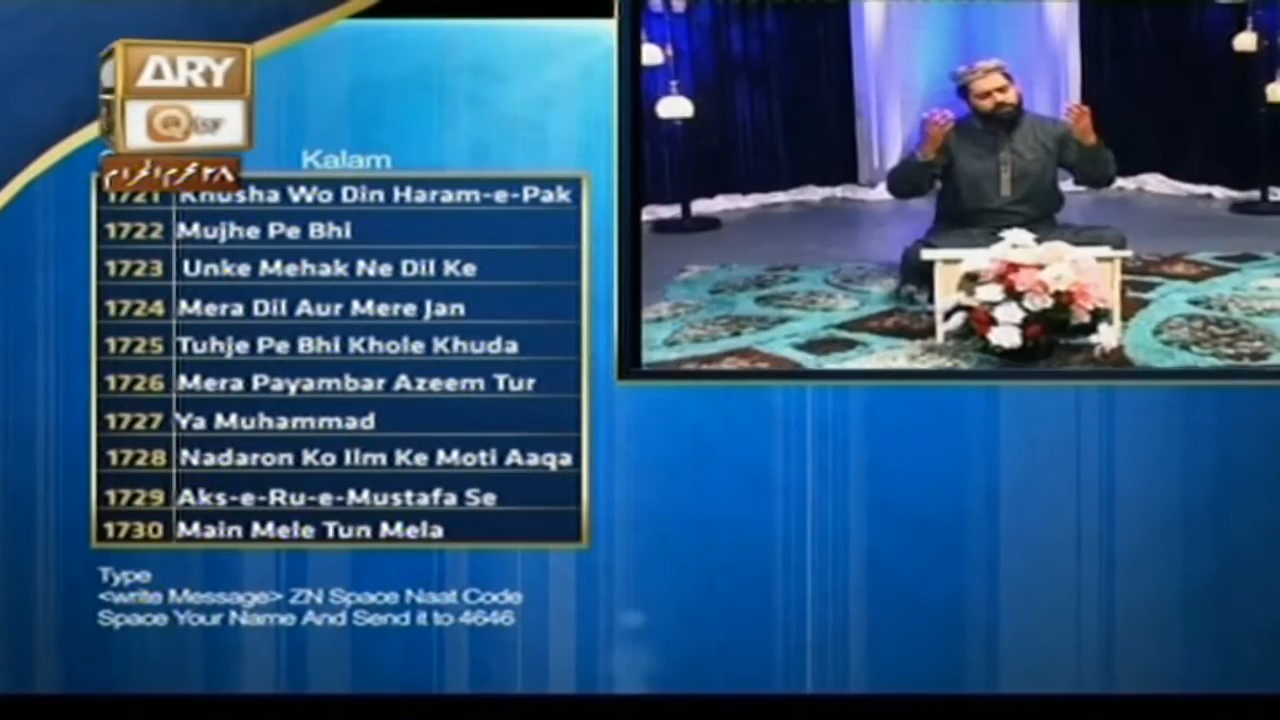 ARY
Q
۲۸ محرم الحرام
Kalam
1721 Khusha Wo Din Haram-e-Pak
1722 Mujhe Pe Bhi
1723 Unke Mehak Ne Dil Ke
1724 Mera Dil Aur Mere Jan
1725 Tuhje Pe Bhi Khole Khuda
1726 Mera Payambar Azeem Tur
1727 Ya Muhammad
1728 Nadaron Ko Ilm Ke Moti Aaqa
1729 Aks-e-Ru-e-Mustafa Se
1730 Main Mele Tun Mela
Type
<write Message> ZN Space Naat Code
Space Your Name And Send it to 4646